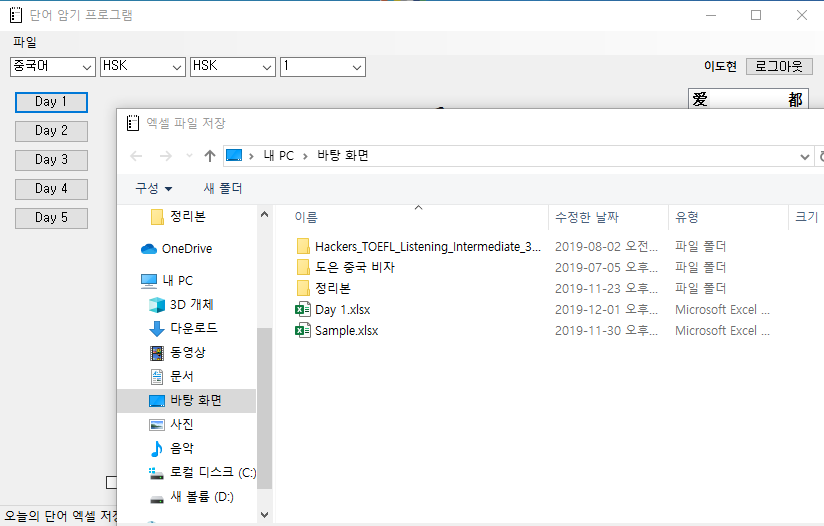 단어 암기 프로그램
파일
중국어 HSK HSK 1 이도현 로그아웃
爱 都
Day 1
Day 2
Day 3
Day 4
Day 5
엑셀 파일 저장
내 PC > 바탕 화면
구성 새 폴더
정리본
OneDrive
내 PC
3D 개체
다운로드
동영상
문서
바탕 화면
사진
음악
로컬 디스크 (C:)
새 볼륨 (D:)
이름 수정한 날짜 유형 크기
Hackers_TOEFL_Listening_Intermediate_3... 2019-08-02 오전... 파일 폴더
도은 중국 비자 2019-07-05 오후... 파일 폴더
정리본 2019-11-23 오후... 파일 폴더
Day 1.xlsx 2019-12-01 오후... Microsoft Excel ...
Sample.xlsx 2019-11-30 오후... Microsoft Excel ...
오늘의 단어 엑셀 저장